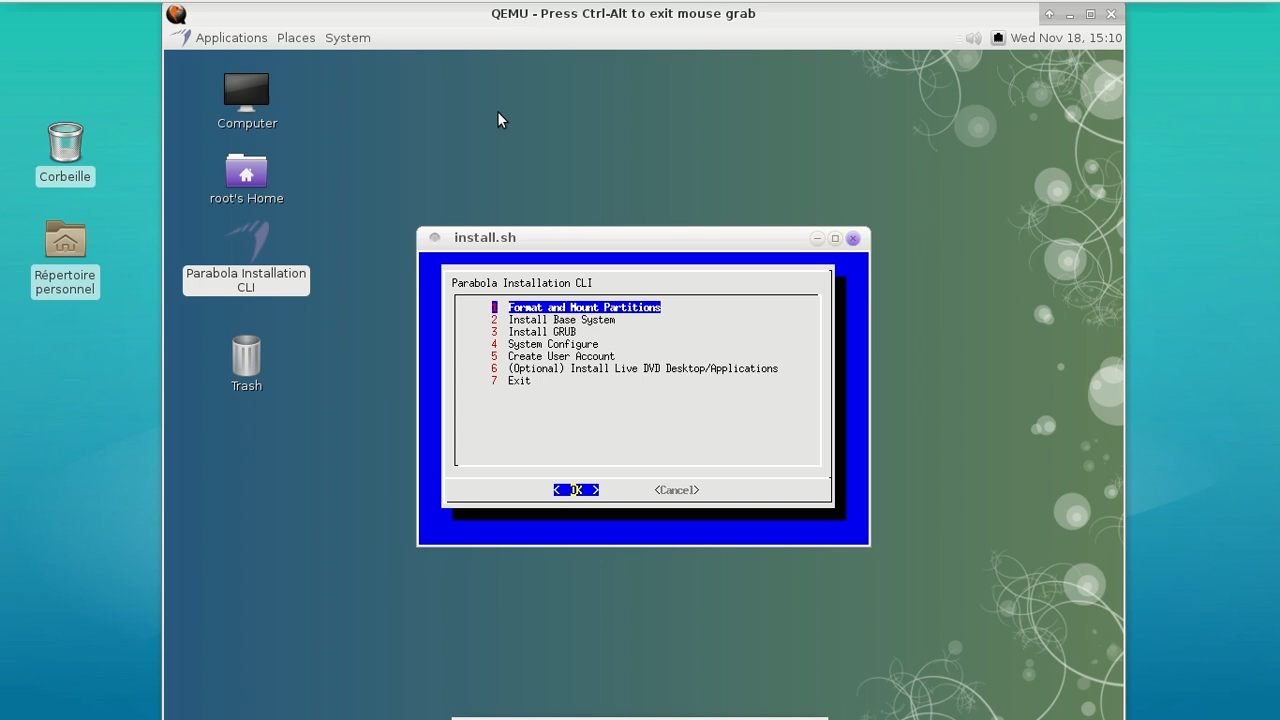 QEMU - Press Ctrl-Alt to exit mouse grab
Applications Places System
Wed Nov 18, 15:10
Computer
root's Home
Parabola Installation
CLI
Trash
Corbeille
Répertoire
personnel
install.sh
Parabola Installation CLI
1 Format and Mount Partitions
2 Install Base System
3 Install GRUB
4 System Configure
5 Create User Account
6 (Optional) Install Live DVD Desktop/Applications
7 Exit
< OK > <Cancel>